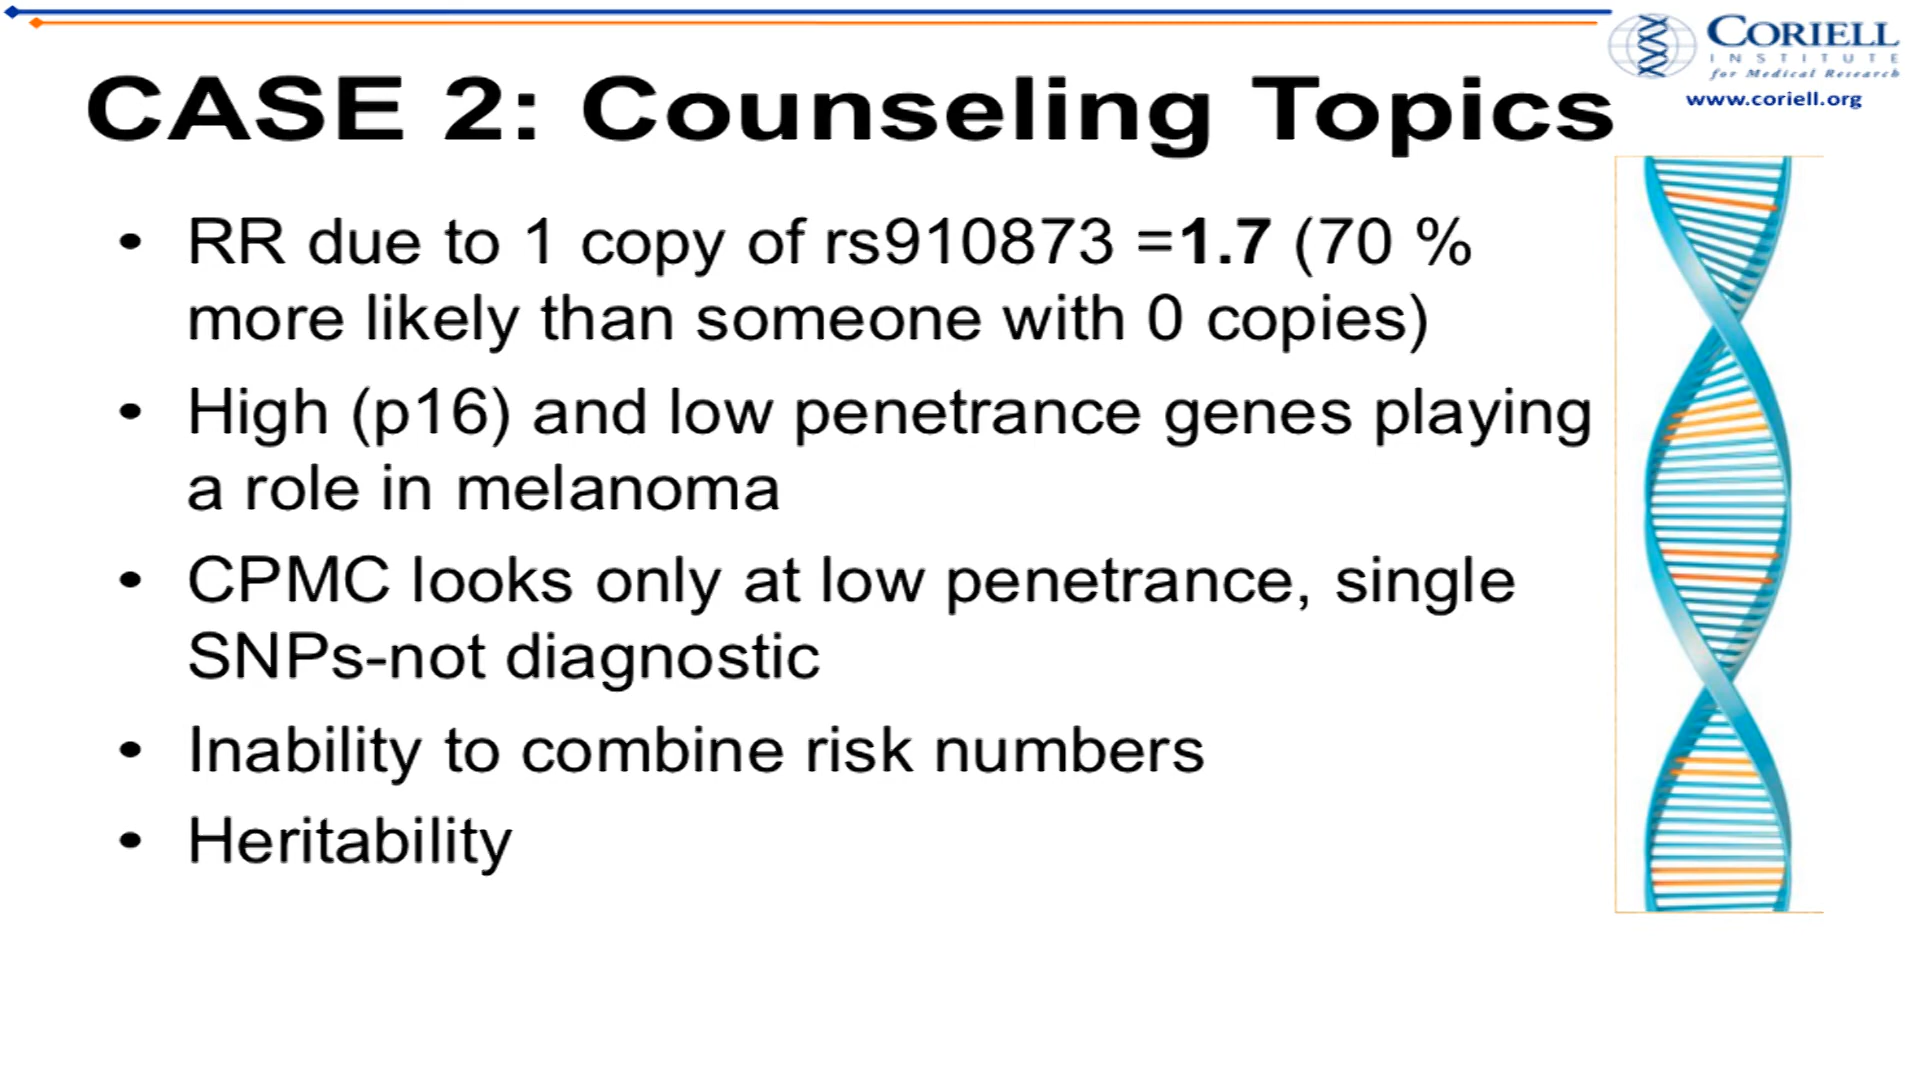 CORIELL
INSTITUTE
for Medical Research
www.coriell.org
CASE 2: Counseling Topics
• RR due to 1 copy of rs910873 =1.7 (70 %
more likely than someone with 0 copies)
• High (p16) and low penetrance genes playing
a role in melanoma
• CPMC looks only at low penetrance, single
SNPs-not diagnostic
• Inability to combine risk numbers
• Heritability